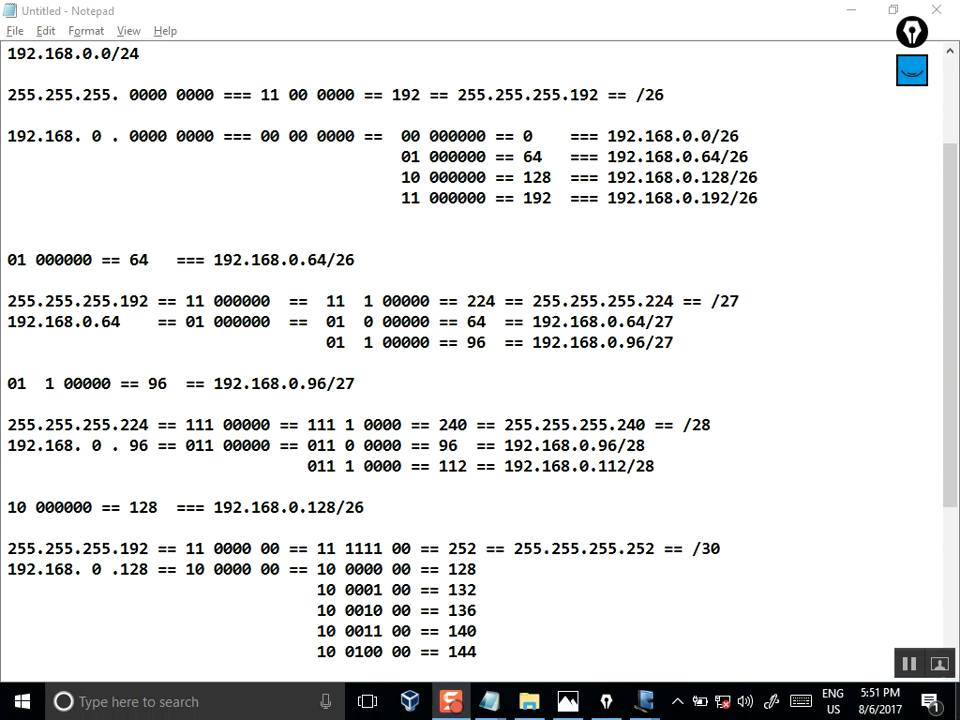 Untitled - Notepad
File Edit Format View Help
192.168.0.0/24
255.255.255. 0000 0000 === 11 00 0000 == 192 == 255.255.255.192 == /26
192.168. 0 . 0000 0000 === 00 00 0000 == 00 000000 == 0 === 192.168.0.0/26
01 000000 == 64 === 192.168.0.64/26
10 000000 == 128 === 192.168.0.128/26
11 000000 == 192 === 192.168.0.192/26
01 000000 == 64 === 192.168.0.64/26
255.255.255.192 == 11 000000 == 11 1 00000 == 224 == 255.255.255.224 == /27
192.168.0.64 == 01 000000 == 01 0 00000 == 64 == 192.168.0.64/27
01 1 00000 == 96 == 192.168.0.96/27
01 1 00000 == 96 == 192.168.0.96/27
255.255.255.224 == 111 00000 == 111 1 0000 == 240 == 255.255.255.240 == /28
192.168. 0 . 96 == 011 00000 == 011 0 0000 == 96 == 192.168.0.96/28
011 1 0000 == 112 == 192.168.0.112/28
10 000000 == 128 === 192.168.0.128/26
255.255.255.192 == 11 0000 00 == 11 1111 00 == 252 == 255.255.255.252 == /30
192.168. 0 .128 == 10 0000 00 == 10 0000 00 == 128
10 0001 00 == 132
10 0010 00 == 136
10 0011 00 == 140
10 0100 00 == 144
Type here to search
ENG
US
5:51 PM
8/6/2017
1